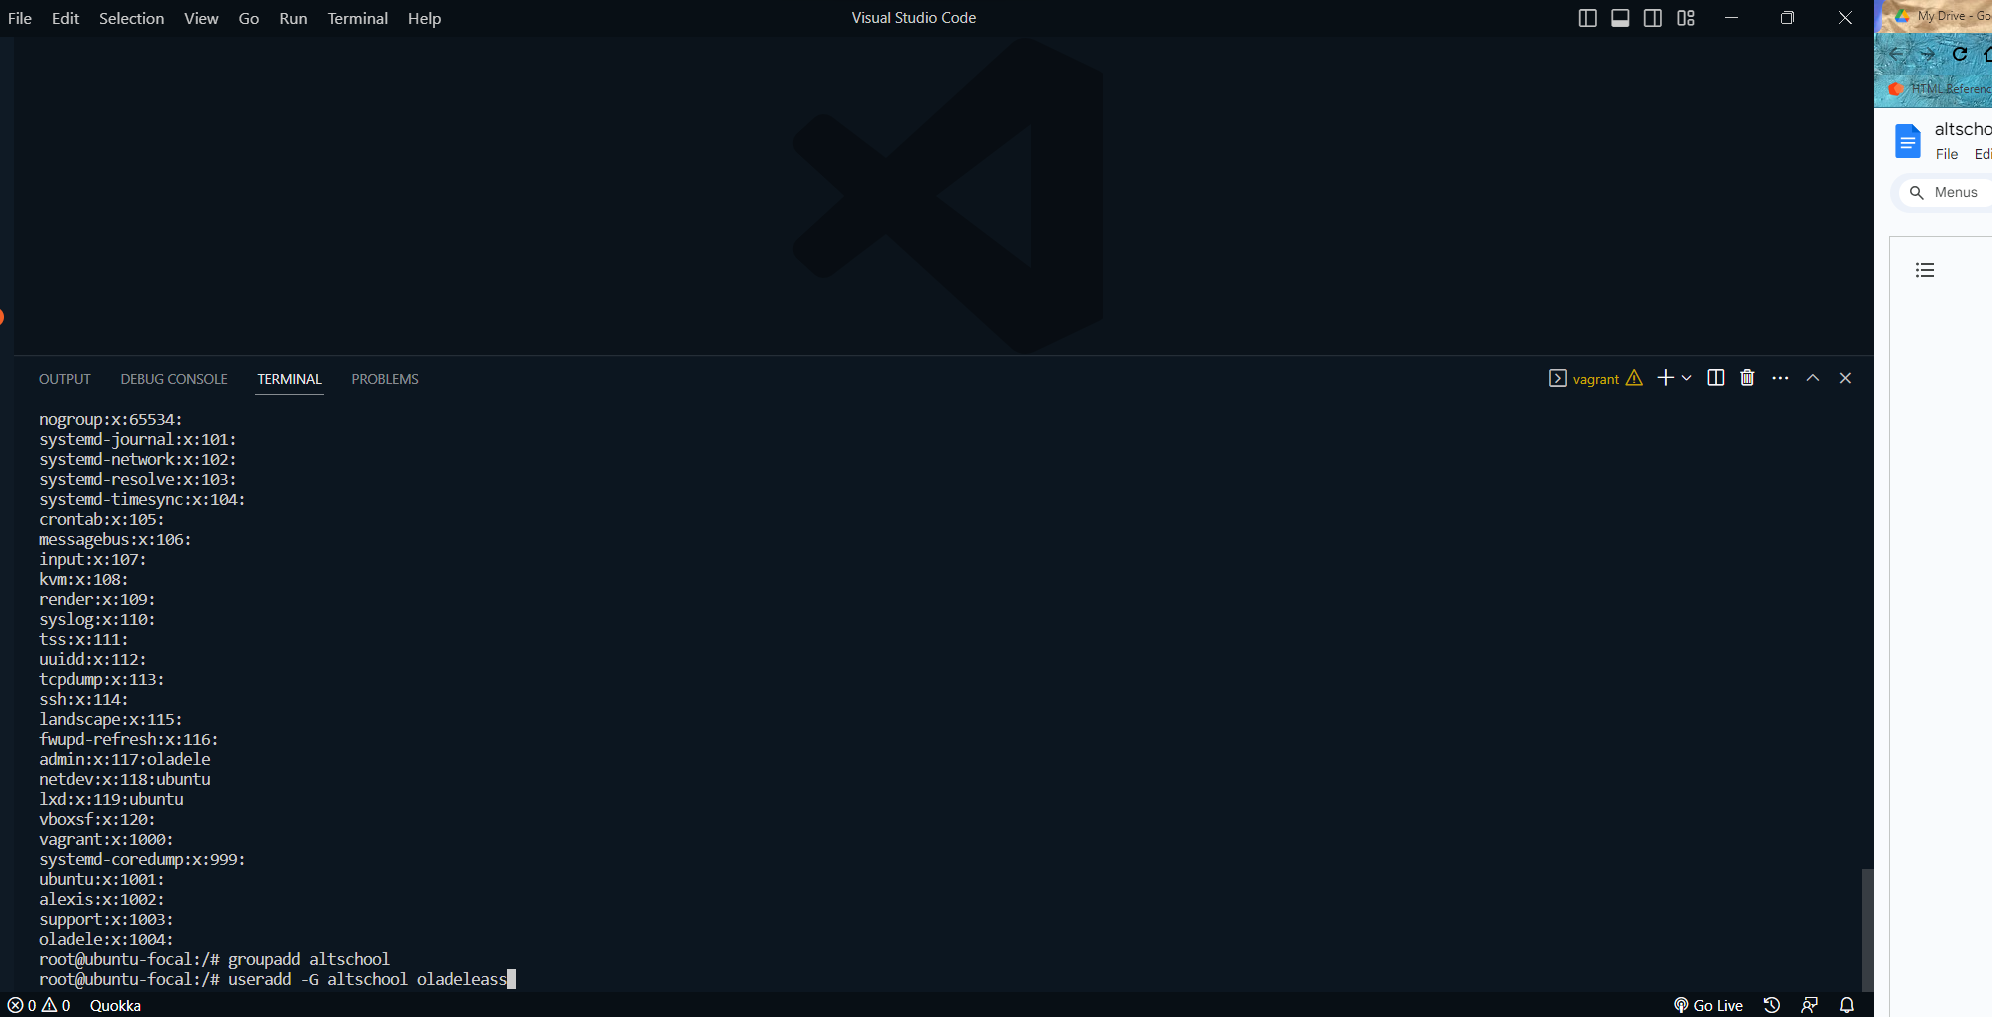 File Edit Selection View Go Run Terminal Help
Visual Studio Code
My Drive - Go
HTML Referenc
altscho
File Edi
Menus
OUTPUT DEBUG CONSOLE TERMINAL PROBLEMS
vagrant
nogroup:x:65534:
systemd-journal:x:101:
systemd-network:x:102:
systemd-resolve:x:103:
systemd-timesync:x:104:
crontab:x:105:
messagebus:x:106:
input:x:107:
kvm:x:108:
render:x:109:
syslog:x:110:
tss:x:111:
uuidd:x:112:
tcpdump:x:113:
ssh:x:114:
landscape:x:115:
fwupd-refresh:x:116:
admin:x:117:oladele
netdev:x:118:ubuntu
lxd:x:119:ubuntu
vboxsf:x:120:
vagrant:x:1000:
systemd-coredump:x:999:
ubuntu:x:1001:
alexis:x:1002:
support:x:1003:
oladele:x:1004:
root@ubuntu-focal:/# groupadd altschool
root@ubuntu-focal:/# useradd -G altschool oladeleass
0 0 Quokka
Go Live